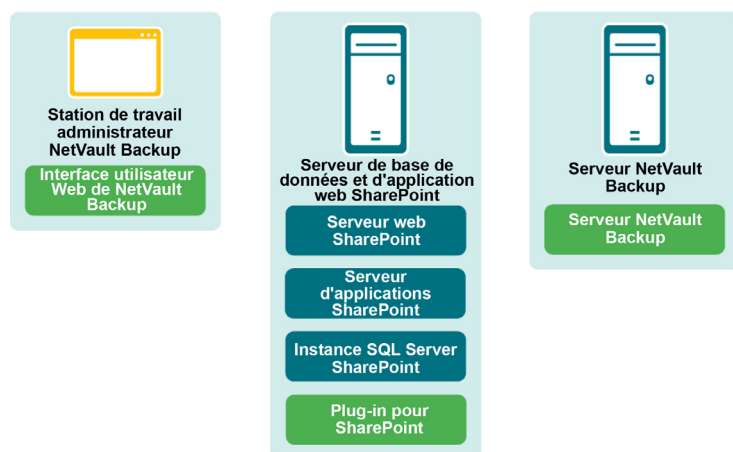 Station de travail
administrateur
NetVault Backup
Interface utilisateur
Web de NetVault
Backup
Serveur de base de
données et d'application
web SharePoint
Serveur web
SharePoint
Serveur
d'applications
SharePoint
Instance SQL Server
SharePoint
Plug-in pour
SharePoint
Serveur NetVault
Backup
Serveur NetVault
Backup